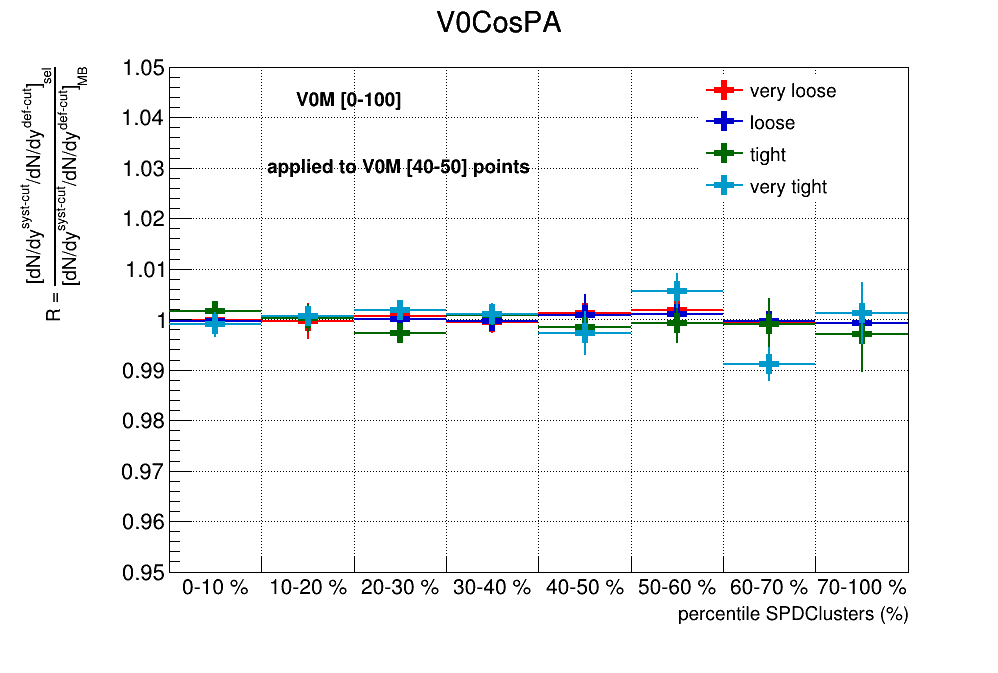 V0CosPA
R = [dN/dy^syst-cut/dN/dy^def-cut]_sel
[dN/dy^syst-cut/dN/dy^def-cut]_MB
1.05
1.04
1.03
1.02
1.01
1
0.99
0.98
0.97
0.96
0.95
V0M [0-100]
applied to V0M [40-50] points
very loose
loose
tight
very tight
0-10 % 10-20 % 20-30 % 30-40 % 40-50 % 50-60 % 60-70 % 70-100 %
percentile SPDClusters (%)